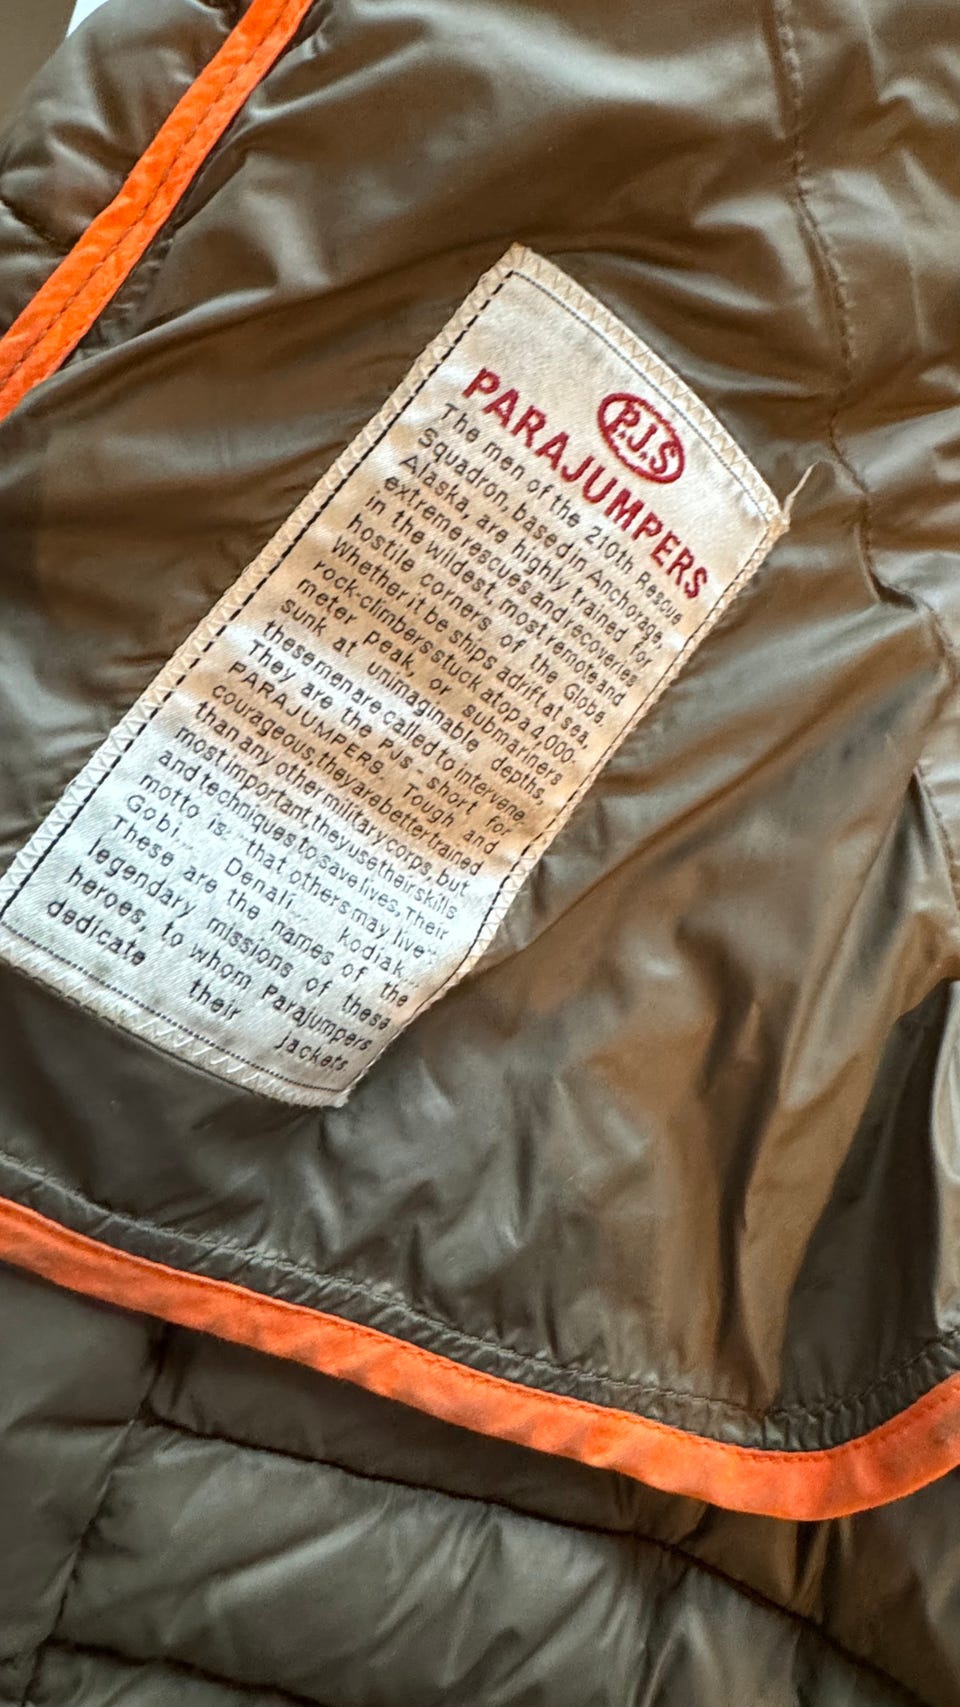 P.J.S
PARAJUMPERS
The men of the 210th Rescue
Squadron, based in Anchorage,
Alaska, are highly trained for
extreme rescues and recoveries
in the wildest, most remote and
hostile corners of the Globe.
Whether it be ships adrift at sea,
rock-climbers stuck atop a 4,000-
meter peak, or submariners
sunk at unimaginable depths,
these men are called to intervene.
They are the PJs - short for
PARAJUMPERS. Tough and
courageous, they are better trained
than any other military corps, but
most important they use their skills
and techniques to save lives. Their
motto is: "that others may live":
Gobi... Denali... kodiak...
These are the names of the
legendary missions of these
heroes, to whom Parajumpers
dedicate their jackets